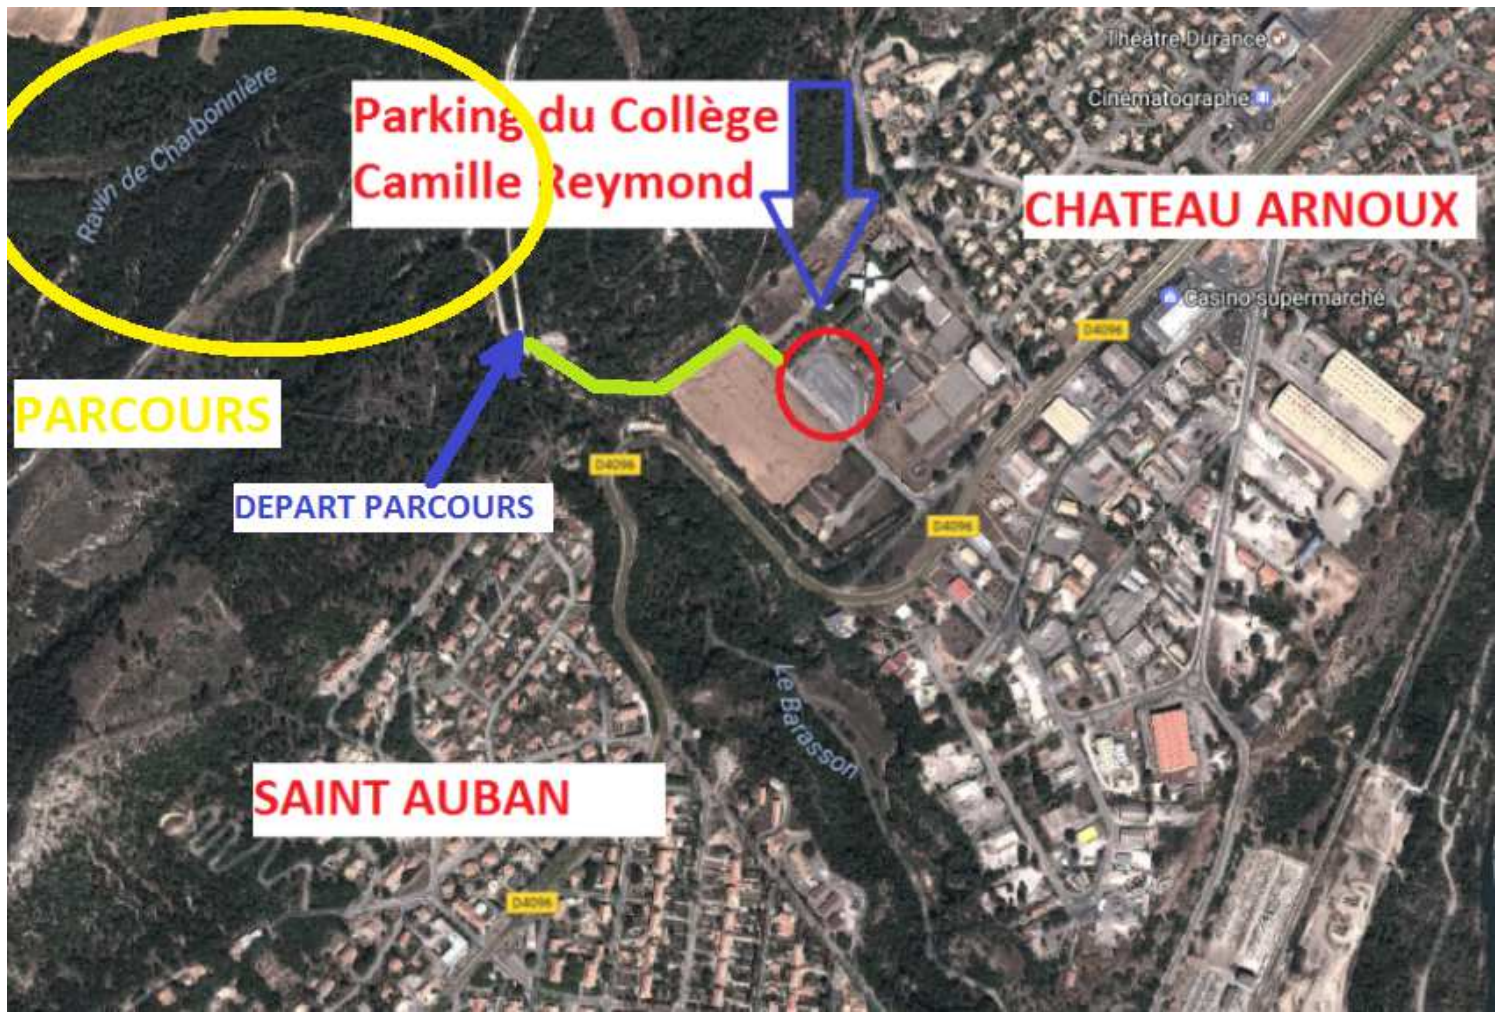 Théâtre Durance
Cinématographe
Ravin de Charbonnière
Parking du Collège
Camille Reymond
CHATEAU ARNOUX
Casino supermarché
D4096
PARCOURS
D4096
DEPART PARCOURS
D4096
Le Barasson
SAINT AUBAN
D4096